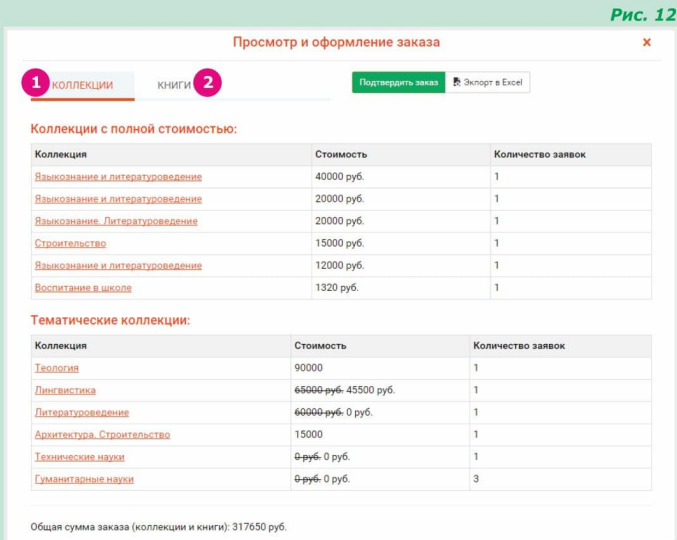 Рис. 12
Просмотр и оформление заказа ×
1 КОЛЛЕКЦИИ КНИГИ 2 Подтвердить заказ Экспорт в Excel
Коллекции с полной стоимостью:
Коллекция Стоимость Количество заявок
Языкознание и литературоведение 40000 руб. 1
Языкознание и литературоведение 20000 руб. 1
Языкознание. Литературоведение 20000 руб. 1
Строительство 15000 руб. 1
Языкознание и литературоведение 12000 руб. 1
Воспитание в школе 1320 руб. 1
Тематические коллекции:
Коллекция Стоимость Количество заявок
Теология 90000 1
Лингвистика 65000 руб. 45500 руб. 1
Литературоведение 60000 руб. 0 руб. 1
Архитектура. Строительство 15000 1
Технические науки 0 руб. 0 руб. 1
Гуманитарные науки 0 руб. 0 руб. 3
Общая сумма заказа (коллекции и книги): 317650 руб.